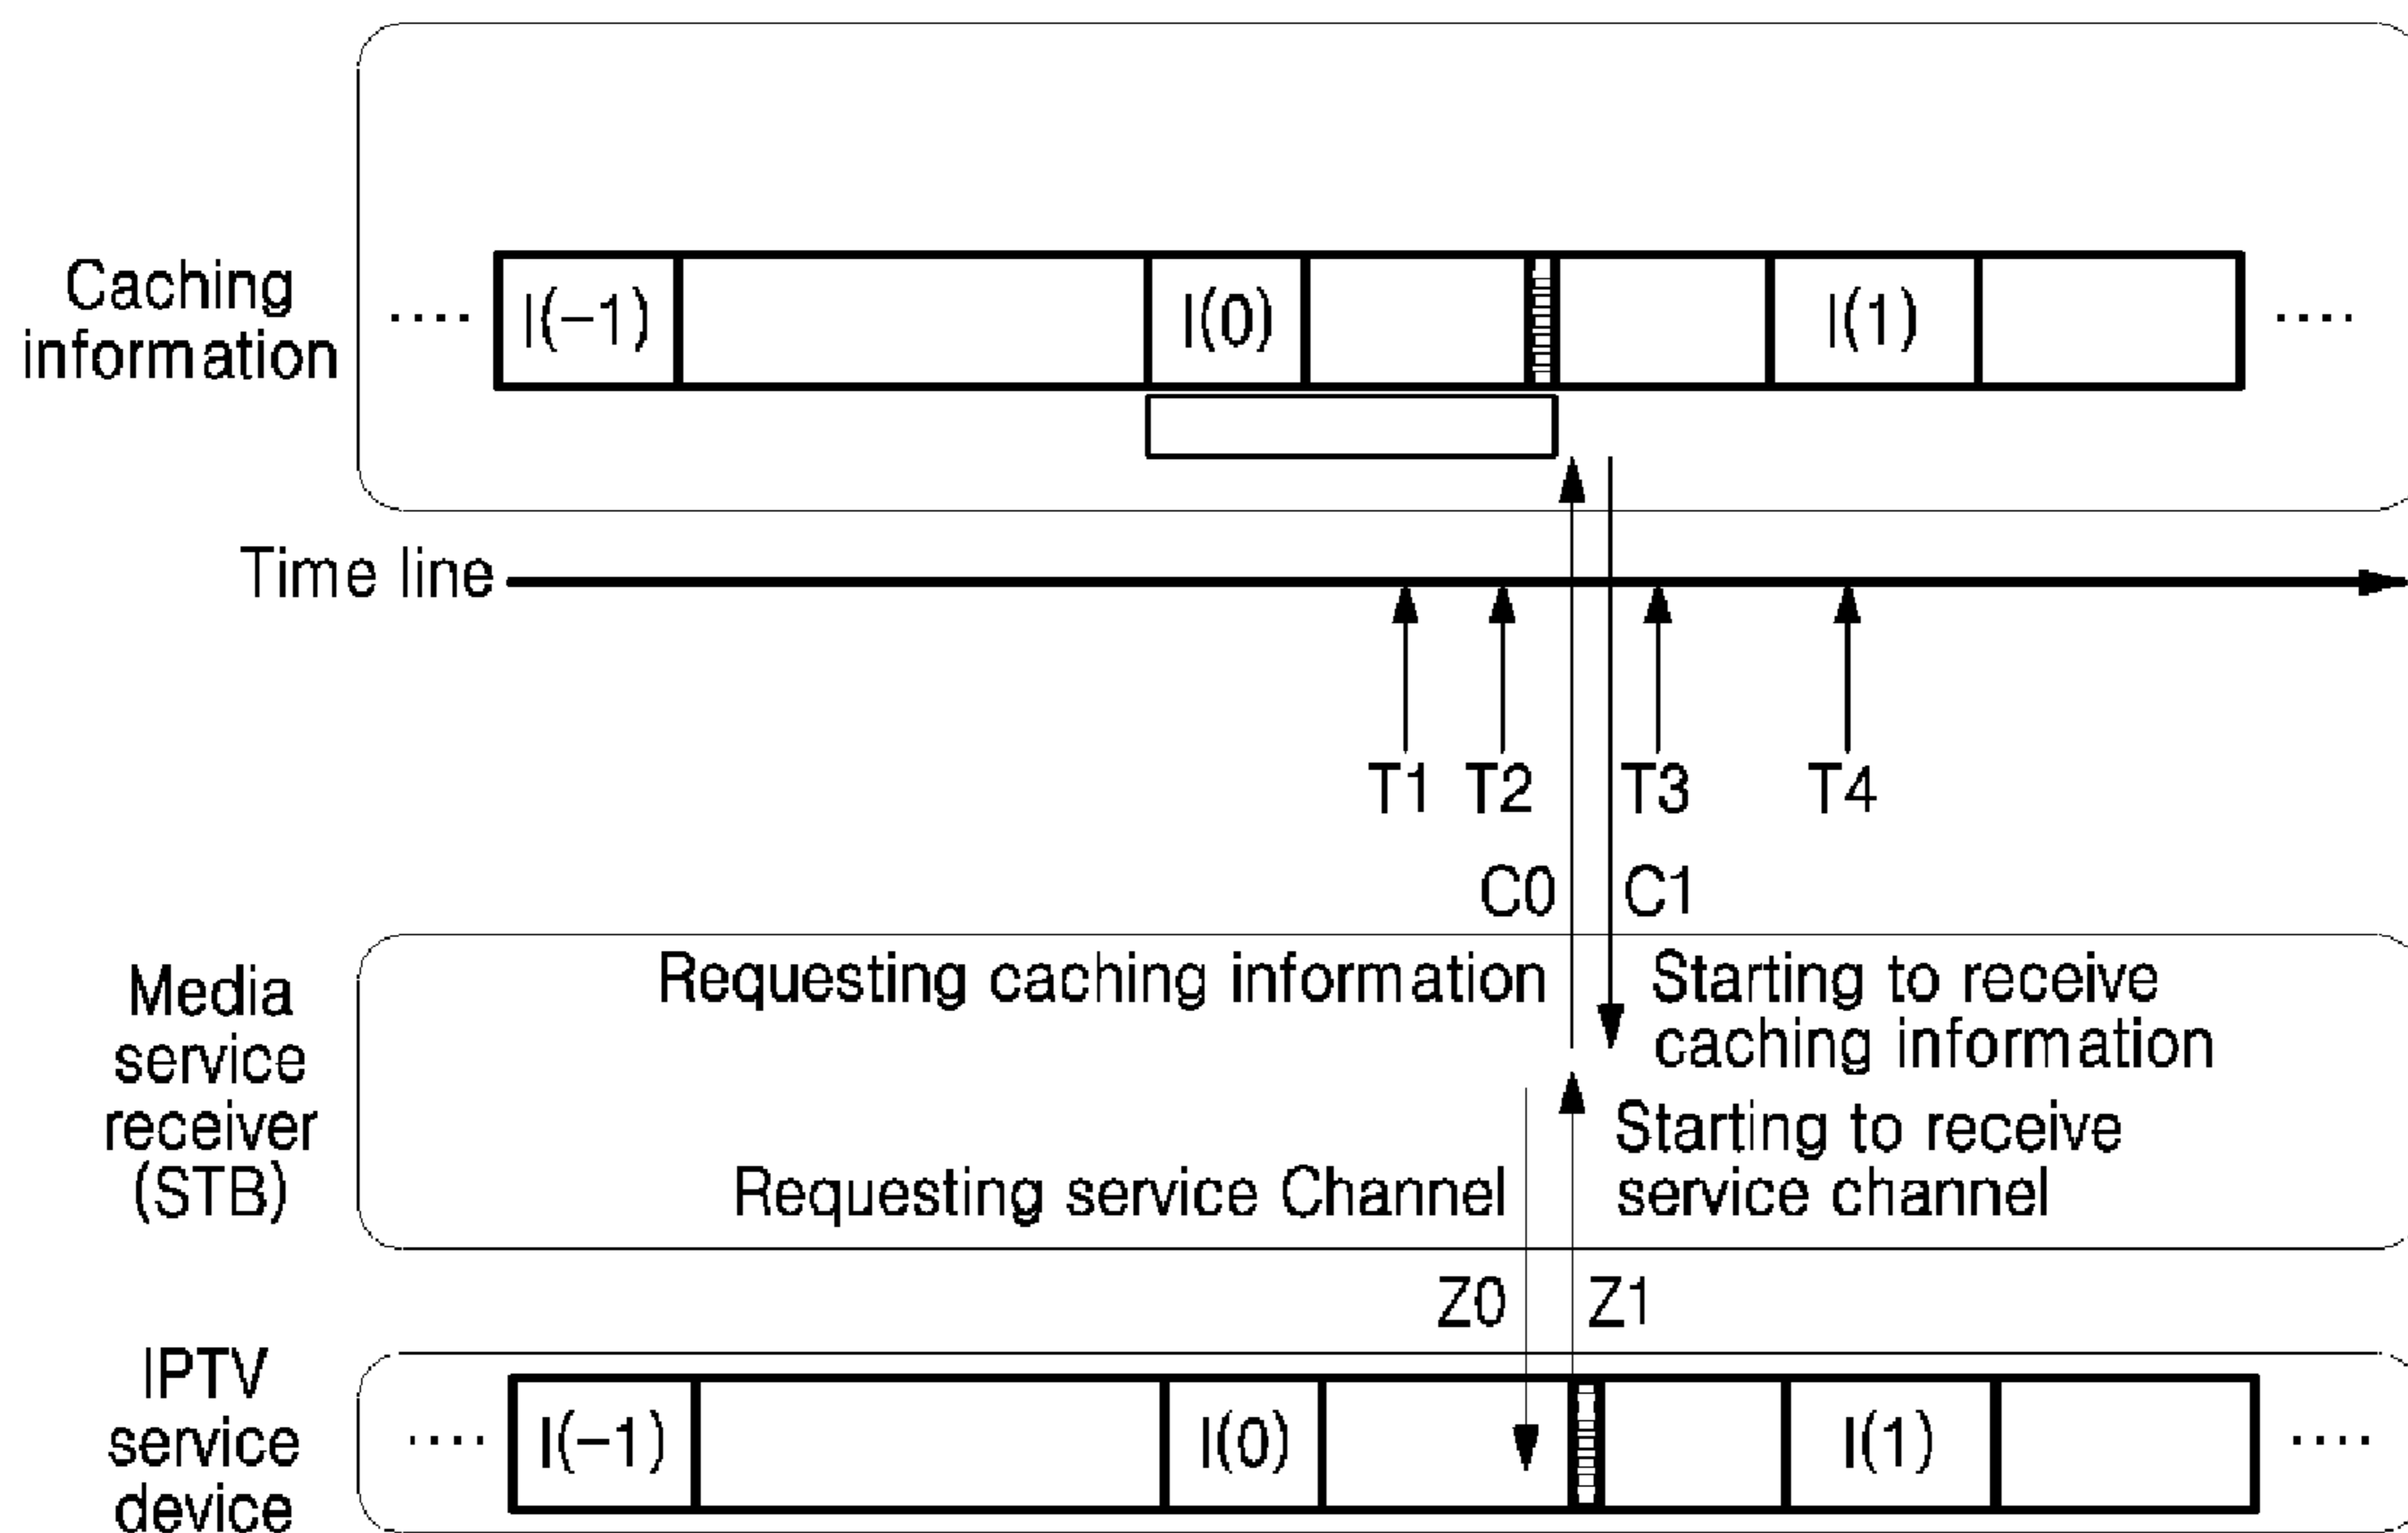 Caching
information
···· I(−1) I(0) I(1) ····
Time line
T1 T2 T3 T4
C0 C1
Media
service
receiver
(STB)
Requesting caching information
Starting to receive
caching information
Requesting service Channel
Starting to receive
service channel
Z0 Z1
IPTV
service
device
···· I(−1) I(0) I(1) ····